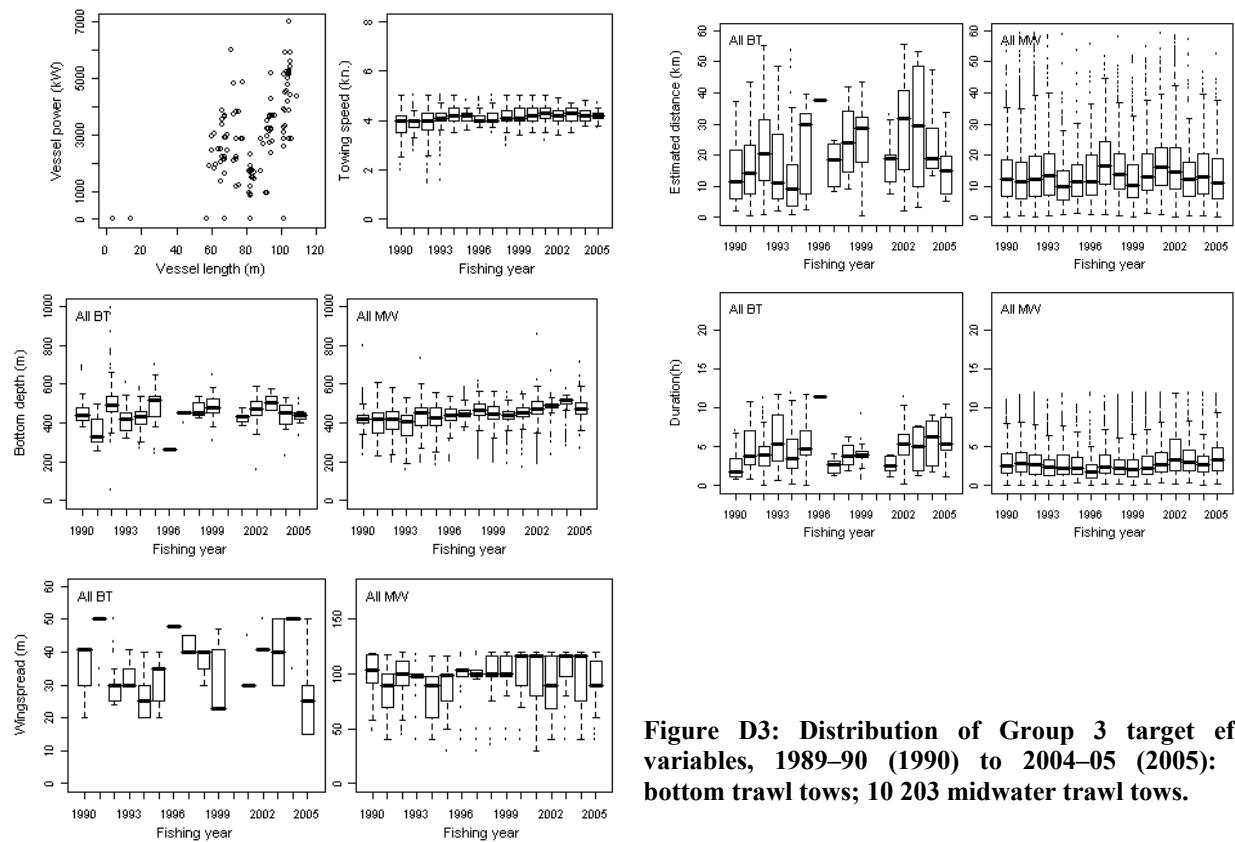 7000
5000
3000
1000
0
Vessel power (kW)
0 20 40 60 80 100 120
Vessel length (m)
8
6
4
2
0
Towing speed (kn.)
1990 1993 1996 1999 2002 2005
Fishing year
All BT
60
50
40
30
20
10
0
Estimated distance (km)
1990 1993 1996 1999 2002 2005
Fishing year
All MW
60
50
40
30
20
10
0
1990 1993 1996 1999 2002 2005
Fishing year
All BT
1000
800
600
400
200
0
Bottom depth (m)
1990 1993 1996 1999 2002 2005
Fishing year
All MW
1000
800
600
400
200
0
1990 1993 1996 1999 2002 2005
Fishing year
All BT
20
15
10
5
0
Duration(h)
1990 1993 1996 1999 2002 2005
Fishing year
All MW
20
15
10
5
0
1990 1993 1996 1999 2002 2005
Fishing year
All BT
60
50
40
30
20
10
0
Wingspread (m)
1990 1993 1996 1999 2002 2005
Fishing year
All MW
150
100
50
0
1990 1993 1996 1999 2002 2005
Fishing year
Figure D3: Distribution of Group 3 target ef
variables, 1989–90 (1990) to 2004–05 (2005):
bottom trawl tows; 10 203 midwater trawl tows.